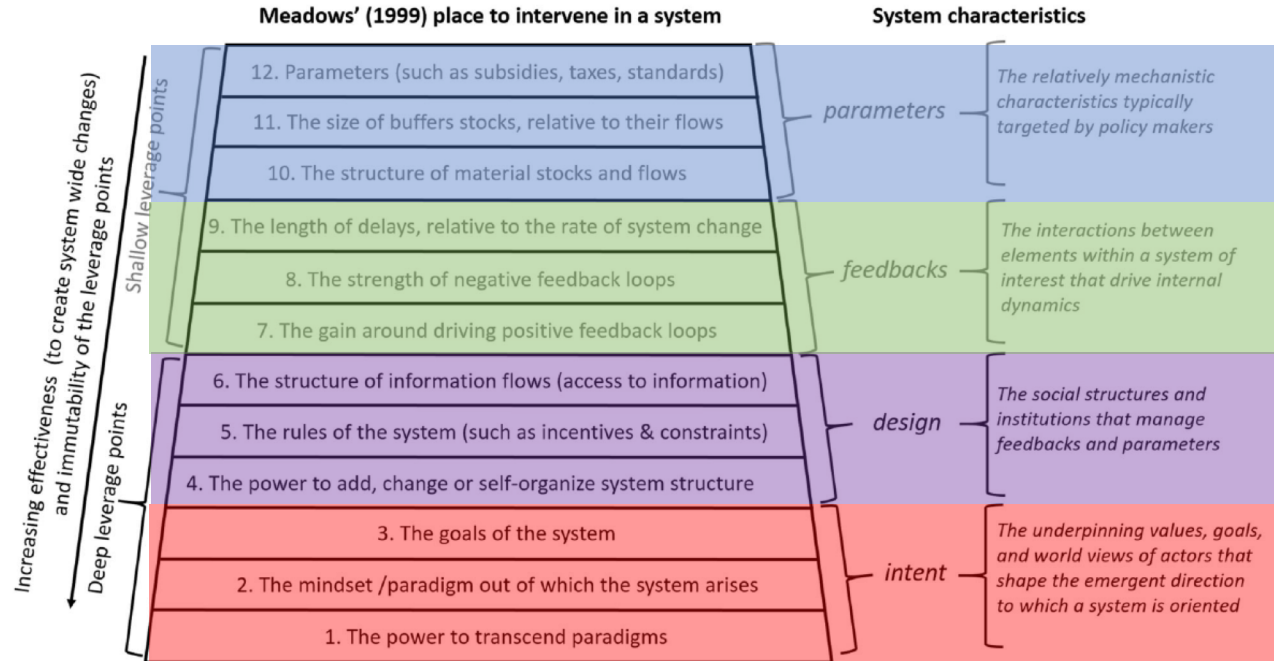 Meadows' (1999) place to intervene in a system
System characteristics
Increasing effectiveness (to create system wide changes)
and immutability of the leverage points
Shallow leverage points
Deep leverage points
12. Parameters (such as subsidies, taxes, standards)
11. The size of buffers stocks, relative to their flows
10. The structure of material stocks and flows
parameters
The relatively mechanistic
characteristics typically
targeted by policy makers
9. The length of delays, relative to the rate of system change
8. The strength of negative feedback loops
7. The gain around driving positive feedback loops
feedbacks
The interactions between
elements within a system of
interest that drive internal
dynamics
6. The structure of information flows (access to information)
5. The rules of the system (such as incentives & constraints)
4. The power to add, change or self-organize system structure
design
The social structures and
institutions that manage
feedbacks and parameters
3. The goals of the system
2. The mindset /paradigm out of which the system arises
1. The power to transcend paradigms
intent
The underpinning values, goals,
and world views of actors that
shape the emergent direction
to which a system is oriented